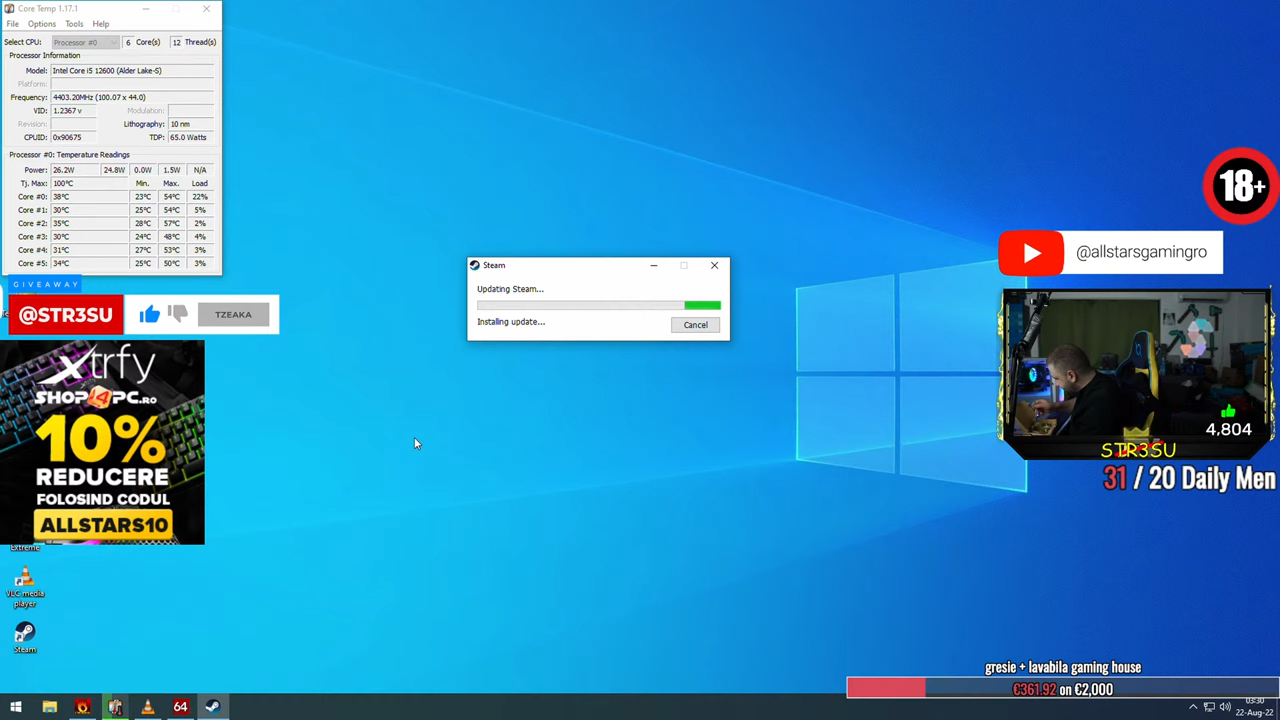 Core Temp 1.17.1
File Options Tools Help
Select CPU: Processor #0 6 Core(s) 12 Thread(s)
Processor Information
Model: Intel Core i5 12600 (Alder Lake-S)
Platform:
Frequency: 4403.20MHz (100.07 x 44.0)
VID: 1.2367 v Modulation:
Revision: Lithography: 10 nm
CPUID: 0x90675 TDP: 65.0 Watts
Processor #0: Temperature Readings
Power: 26.2W 24.8W 0.0W 1.5W N/A
Tj. Max: 100°C Min. Max. Load
Core #0: 38°C 23°C 54°C 22%
Core #1: 30°C 25°C 54°C 5%
Core #2: 35°C 28°C 57°C 2%
Core #3: 30°C 24°C 48°C 4%
Core #4: 31°C 27°C 53°C 3%
Core #5: 34°C 25°C 50°C 3%
GIVEAWAY
@STR3SU TZEAKA
xtrfy
SHOP4PC.RO
10%
REDUCERE
FOLOSIND CODUL
ALLSTARS10
Extreme
VLC media
player
Steam
Steam
Updating Steam...
Installing update...
Cancel
18+
@allstarsgamingro
4,804
STR3SU
31 / 20 Daily Men
gresie + lavabila gaming house
€361.92 on €2,000
64
03:30
22-Aug-22